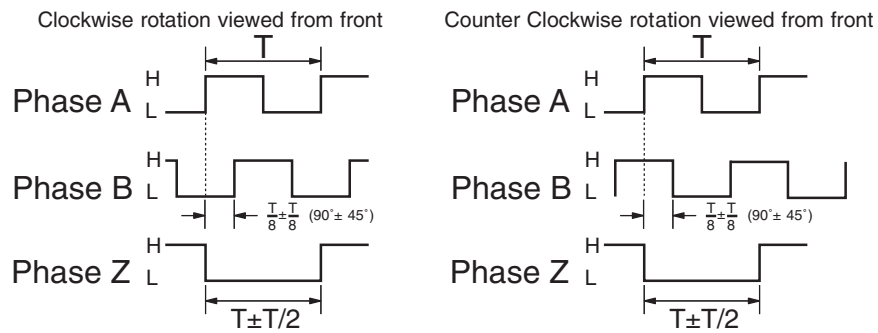 Clockwise rotation viewed from front
T
H
Phase A L
H
Phase B L
T/8±T/8 (90°± 45°)
H
Phase Z L
T±T/2
Counter Clockwise rotation viewed from front
T
H
Phase A L
H
Phase B L
T/8±T/8 (90°± 45°)
H
Phase Z L
T±T/2